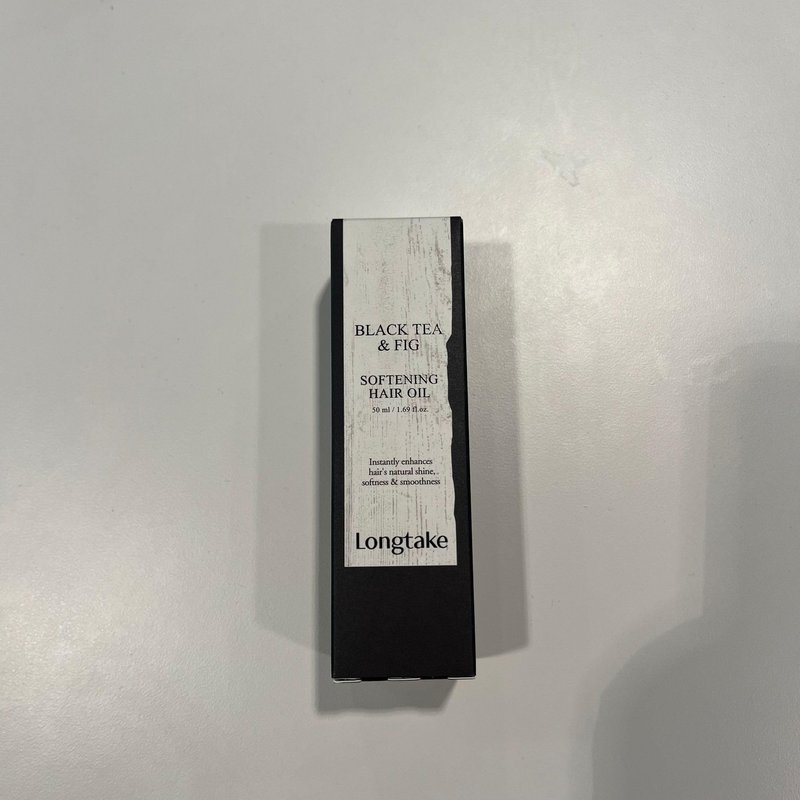 BLACK TEA
& FIG
SOFTENING
HAIR OIL
50 ml / 1.69 fl.oz.
Instantly enhances
hair's natural shine,
softness & smoothness
Longtake